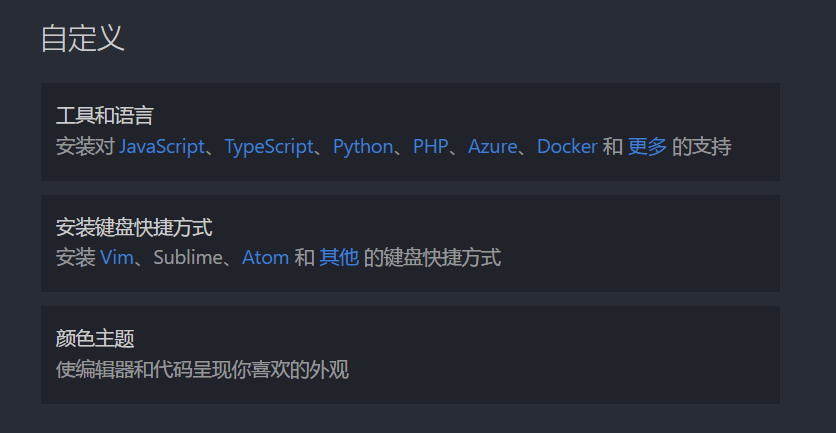 自定义
工具和语言
安装对 JavaScript、TypeScript、Python、PHP、Azure、Docker 和 更多 的支持
安装键盘快捷方式
安装 Vim、Sublime、Atom 和 其他 的键盘快捷方式
颜色主题
使编辑器和代码呈现你喜欢的外观